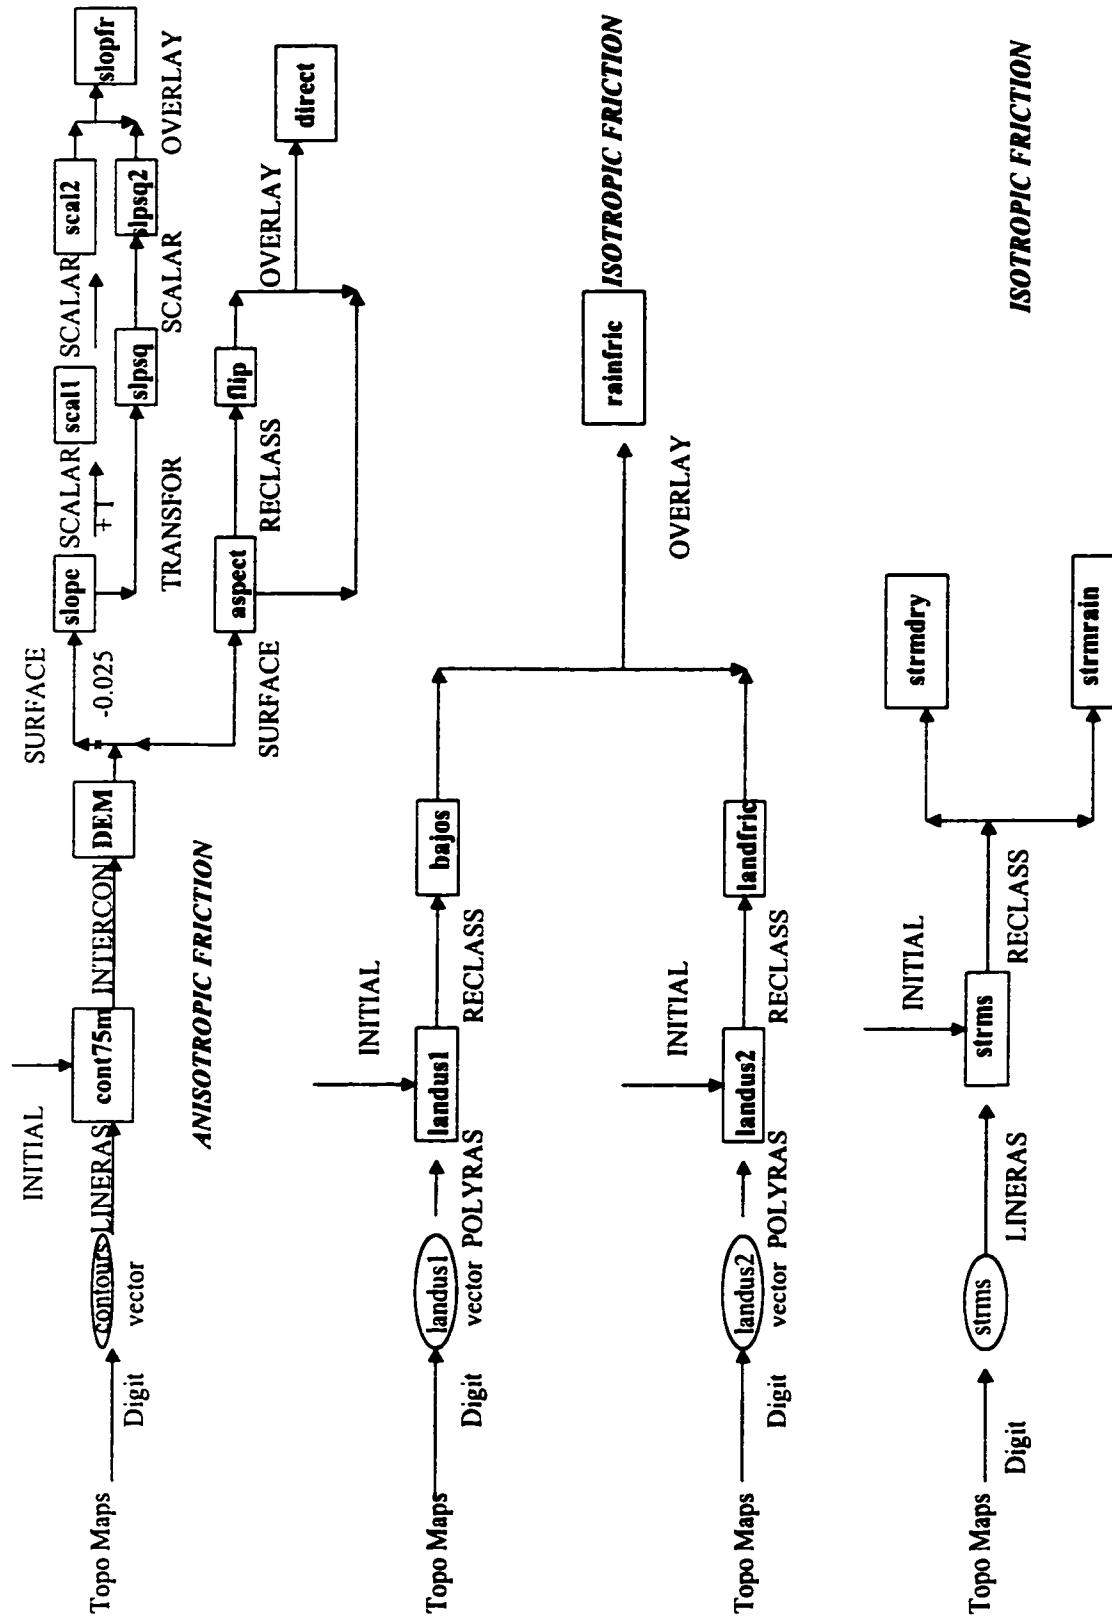 INITIAL
Topo Maps
Digit
contours
vector
LINERAS
cont75m
INTERCON
DEM
SURFACE
-0.025
slope
SCALAR
+1
scal1
SCALAR
scal2
TRANSFOR
slpsq
SCALAR
slpsq2
OVERLAY
slopfr
SURFACE
aspect
RECLASS
flip
OVERLAY
direct
ANISOTROPIC FRICTION
INITIAL
Topo Maps
Digit
landus1
vector
POLYRAS
landus1
RECLASS
bajos
INITIAL
Topo Maps
Digit
landus2
vector
POLYRAS
landus2
RECLASS
landfric
OVERLAY
rainfric
ISOTROPIC FRICTION
INITIAL
Topo Maps
Digit
strms
LINERAS
strms
RECLASS
strmdry
strmrain
ISOTROPIC FRICTION